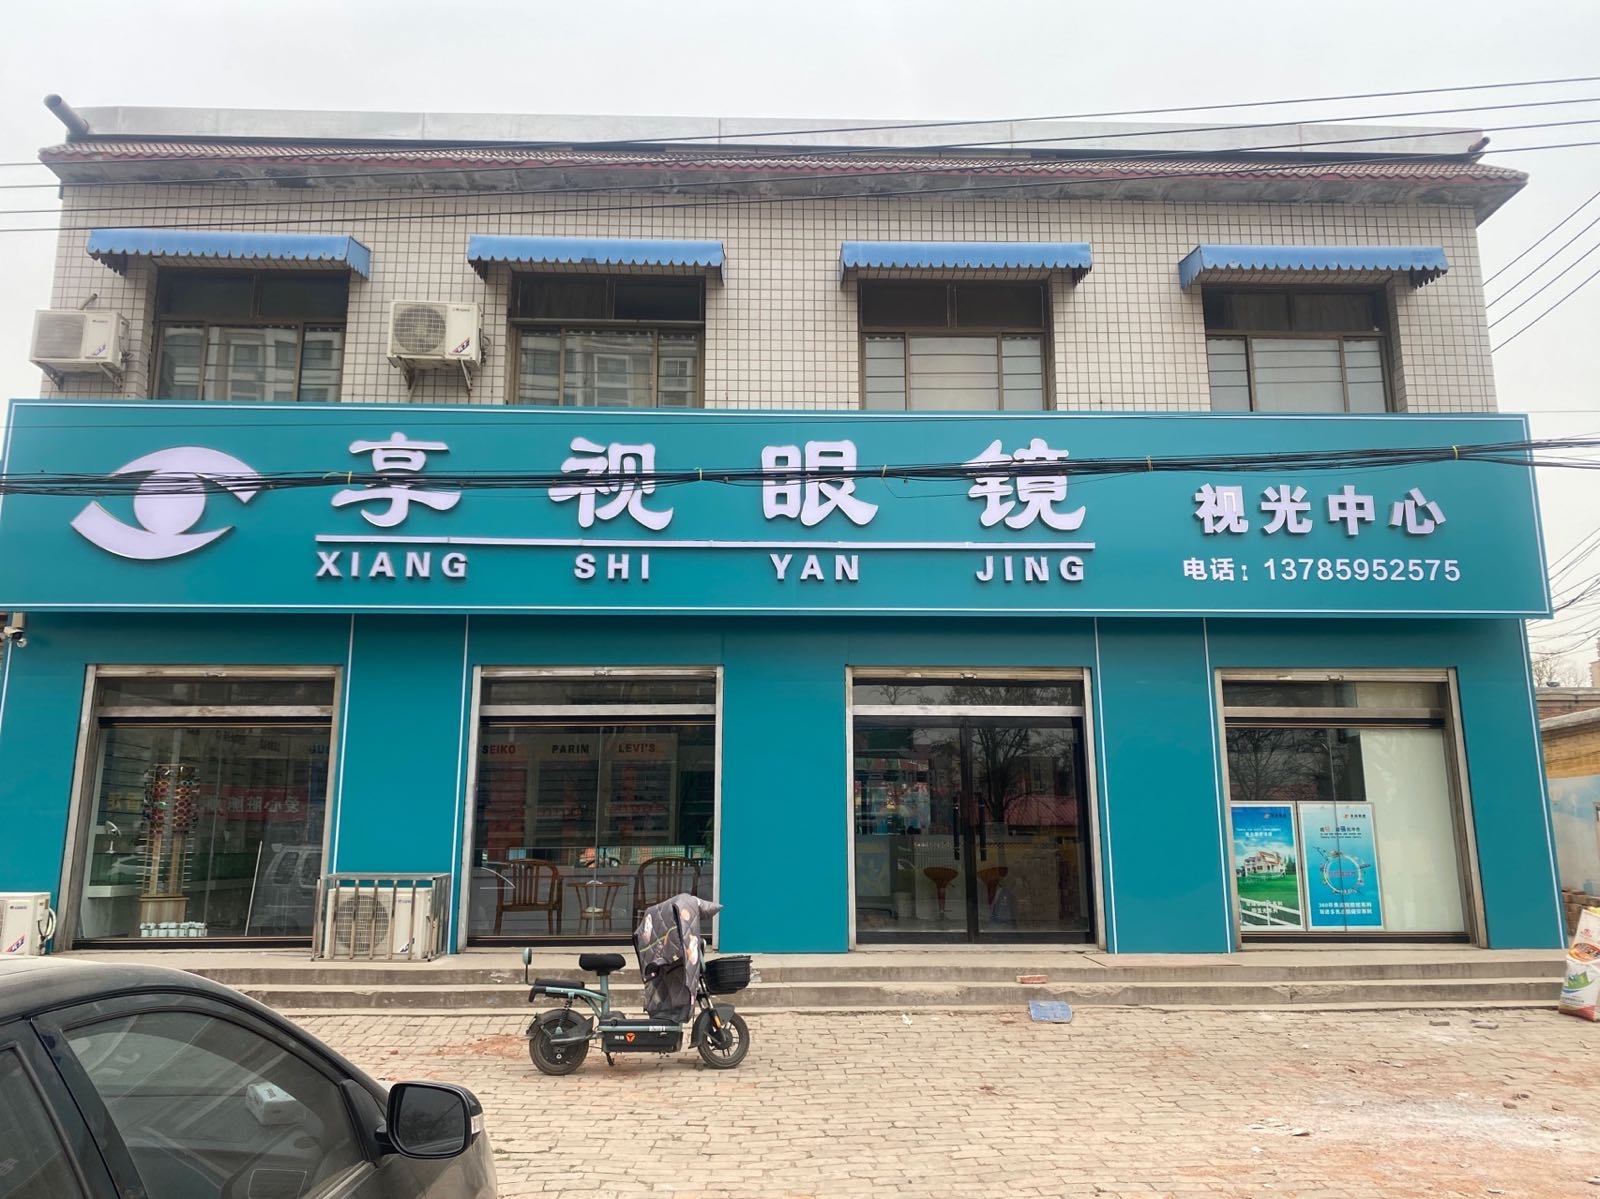 享视眼镜
XIANG SHI YAN JING
视光中心
电话：13785952575
SEIKO PARIM LEVI'S